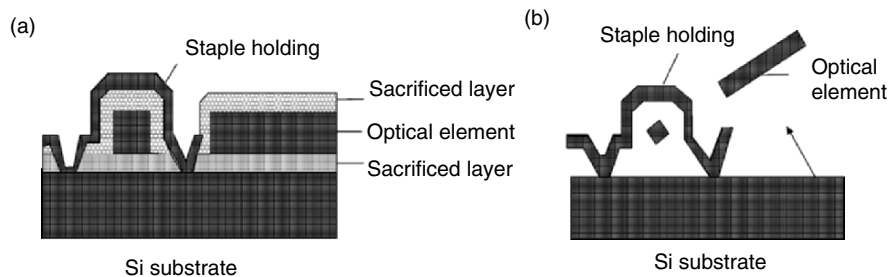 (a)
Staple holding
Sacrificed layer
Optical element
Sacrificed layer
Si substrate
(b)
Staple holding
Optical
element
Si substrate